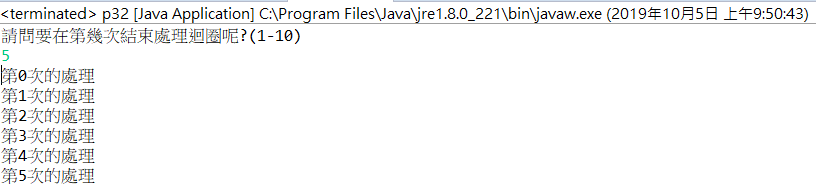 <terminated> p32 [Java Application] C:\Program Files\Java\jre1.8.0_221\bin\javaw.exe (2019年10月5日 上午9:50:43)
請問要在第幾次結束處理迴圈呢?(1-10)
5
第0次的處理
第1次的處理
第2次的處理
第3次的處理
第4次的處理
第5次的處理